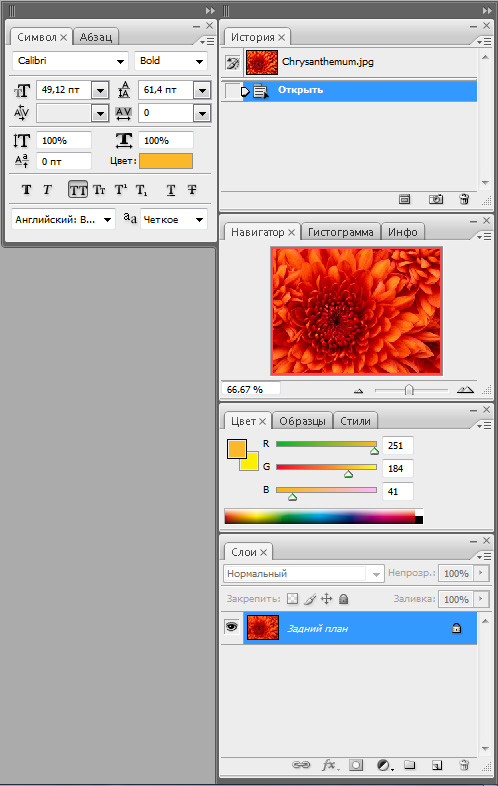 Символ × Абзац
Calibri Bold
49,12 пт 61,4 пт
0
100% 100%
0 пт Цвет:
T T TT Tr T¹ T₁ T T
Английский: В... aa Четкое
История ×
Chrysanthemum.jpg
Открыть
Навигатор × Гистограмма Инфо
66.67 %
Цвет × Образцы Стили
R 251
G 184
B 41
Слои ×
Нормальный Непрозр.: 100%
Закрепить: Заливка: 100%
Задний план
fx.